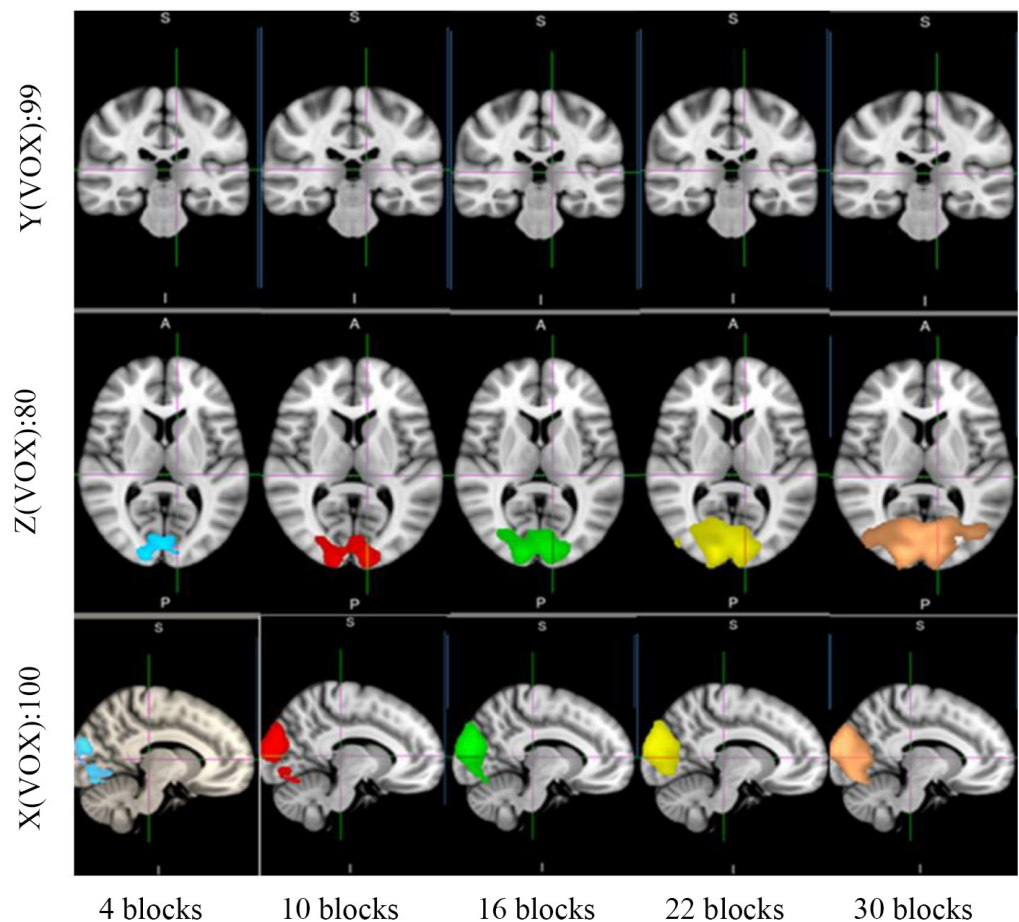 S S S S S
Y(VOX):99
I I I I I
A A A A A
Z(VOX):80
P P P P P
S S S S S
X(VOX):100
I I I I I
4 blocks 10 blocks 16 blocks 22 blocks 30 blocks